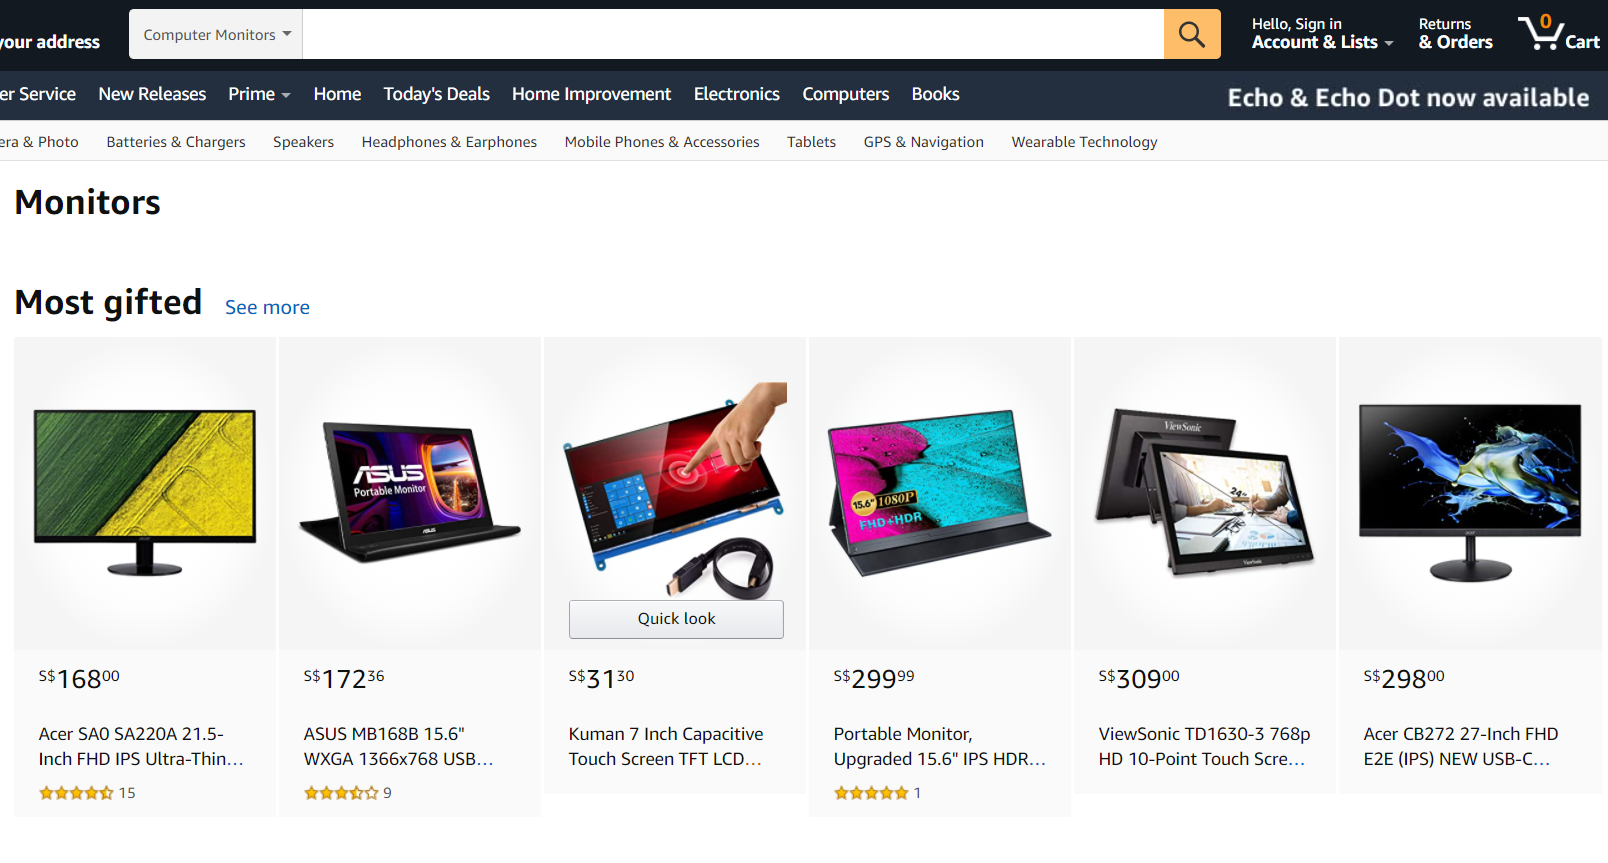 your address
Computer Monitors
Hello, Sign in
Account & Lists
Returns
& Orders
0
Cart
er Service New Releases Prime Home Today's Deals Home Improvement Electronics Computers Books
Echo & Echo Dot now available
era & Photo Batteries & Chargers Speakers Headphones & Earphones Mobile Phones & Accessories Tablets GPS & Navigation Wearable Technology
Monitors
Most gifted See more
acer
ASUS
Portable Monitor
ASUS
15.6" 1080P
FHD+HDR
ViewSonic
24"
ViewSonic
acer
Quick look
S$16800
S$17236
S$3130
S$29999
S$30900
S$29800
Acer SA0 SA220A 21.5-
Inch FHD IPS Ultra-Thin...
15
ASUS MB168B 15.6"
WXGA 1366x768 USB...
9
Kuman 7 Inch Capacitive
Touch Screen TFT LCD...
Portable Monitor,
Upgraded 15.6" IPS HDR...
1
ViewSonic TD1630-3 768p
HD 10-Point Touch Scre...
Acer CB272 27-Inch FHD
E2E (IPS) NEW USB-C...